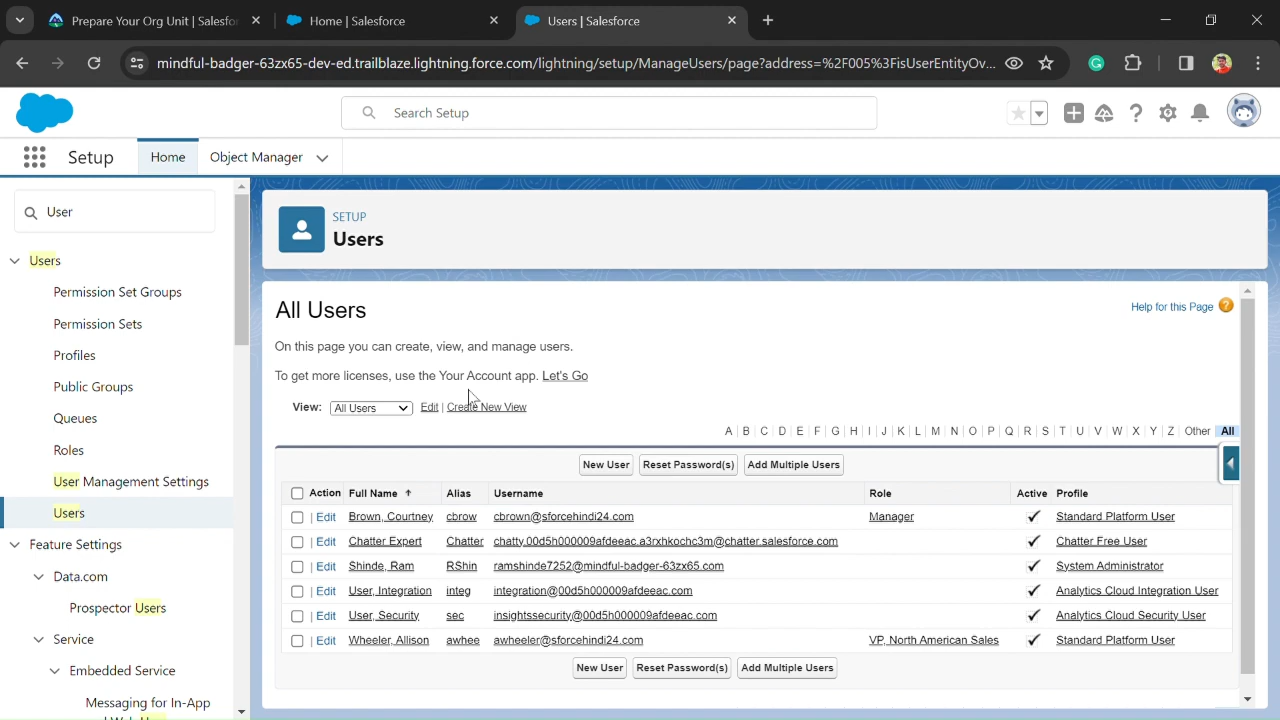 Prepare Your Org Unit | Salesfor
Home | Salesforce
Users | Salesforce
mindful-badger-63zx65-dev-ed.trailblaze.lightning.force.com/lightning/setup/ManageUsers/page?address=%2F005%3FisUserEntityOv...
Search Setup
Setup
Home
Object Manager
User
SETUP
Users
Users
Permission Set Groups
Permission Sets
Profiles
Public Groups
Queues
Roles
User Management Settings
Users
Feature Settings
Data.com
Prospector Users
Service
Embedded Service
Messaging for In-App
All Users
Help for this Page ?
On this page you can create, view, and manage users.
To get more licenses, use the Your Account app. Let's Go
View: All Users Edit | Create New View
A B C D E F G H I J K L M N O P Q R S T U V W X Y Z Other All
New User Reset Password(s) Add Multiple Users
Action Full Name Alias Username Role Active Profile
| Edit Brown, Courtney cbrow cbrown@sforcehindi24.com Manager Standard Platform User
| Edit Chatter Expert Chatter chatty.00d5h000009afdeeac.a3rxhkochc3m@chatter.salesforce.com Chatter Free User
| Edit Shinde, Ram RShin ramshinde7252@mindful-badger-63zx65.com System Administrator
| Edit User, Integration integ integration@00d5h000009afdeeac.com Analytics Cloud Integration User
| Edit User, Security sec insightssecurity@00d5h000009afdeeac.com Analytics Cloud Security User
| Edit Wheeler, Allison awhee awheeler@sforcehindi24.com VP, North American Sales Standard Platform User
New User Reset Password(s) Add Multiple Users